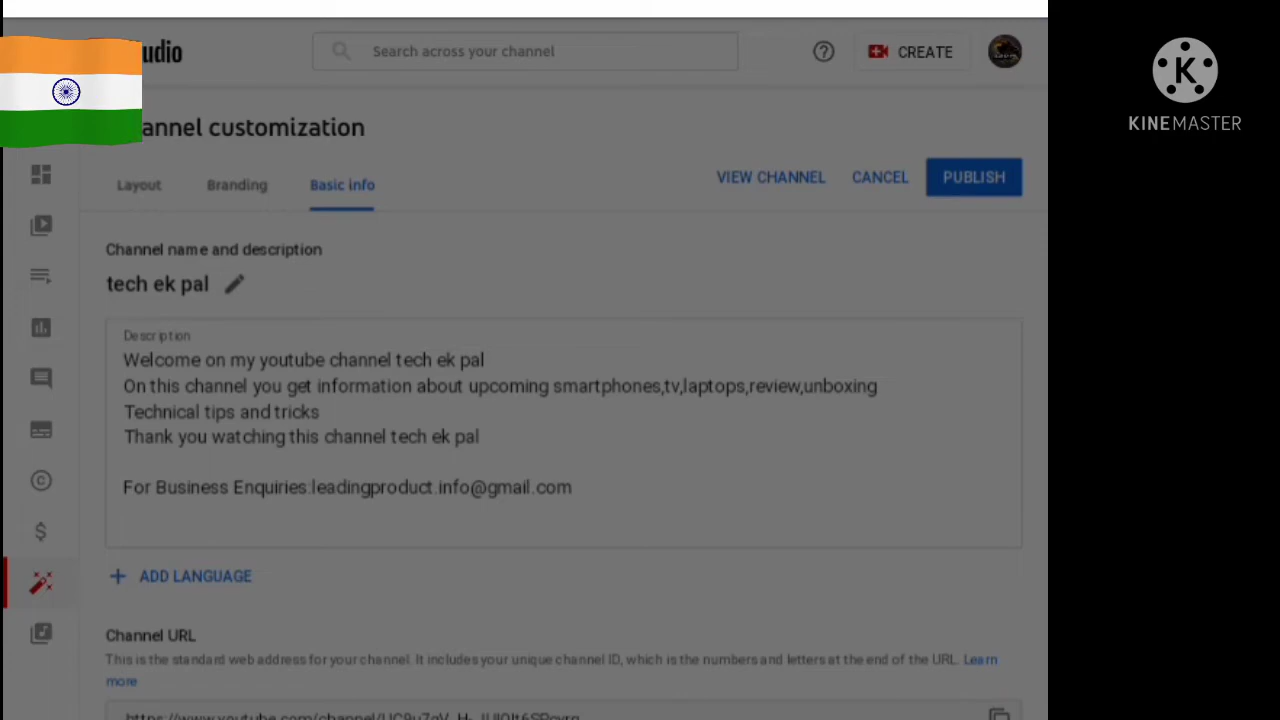 udio
Search across your channel
CREATE
K
KINEMASTER
annel customization
Layout
Branding
Basic info
VIEW CHANNEL
CANCEL
PUBLISH
Channel name and description
tech ek pal
Description
Welcome on my youtube channel tech ek pal
On this channel you get information about upcoming smartphones,tv,laptops,review,unboxing
Technical tips and tricks
Thank you watching this channel tech ek pal
For Business Enquiries:leadingproduct.info@gmail.com
+ ADD LANGUAGE
Channel URL
This is the standard web address for your channel. It includes your unique channel ID, which is the numbers and letters at the end of the URL. Learn
more